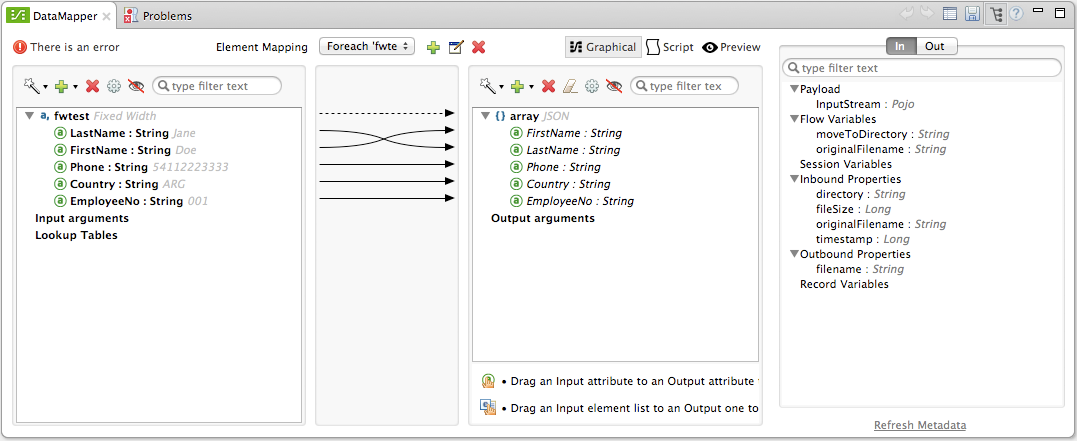 DataMapper
Problems
There is an error
Element Mapping
Foreach 'fwte
Graphical
Script
Preview
type filter text
fwtest Fixed Width
LastName : String Jane
FirstName : String Doe
Phone : String 54112223333
Country : String ARG
EmployeeNo : String 001
Input arguments
Lookup Tables
type filter tex
{} array JSON
FirstName : String
LastName : String
Phone : String
Country : String
EmployeeNo : String
Output arguments
• Drag an Input attribute to an Output attribute
• Drag an Input element list to an Output one to
In
Out
type filter text
Payload
InputStream : Pojo
Flow Variables
moveToDirectory : String
originalFilename : String
Session Variables
Inbound Properties
directory : String
fileSize : Long
originalFilename : String
timestamp : Long
Outbound Properties
filename : String
Record Variables
Refresh Metadata